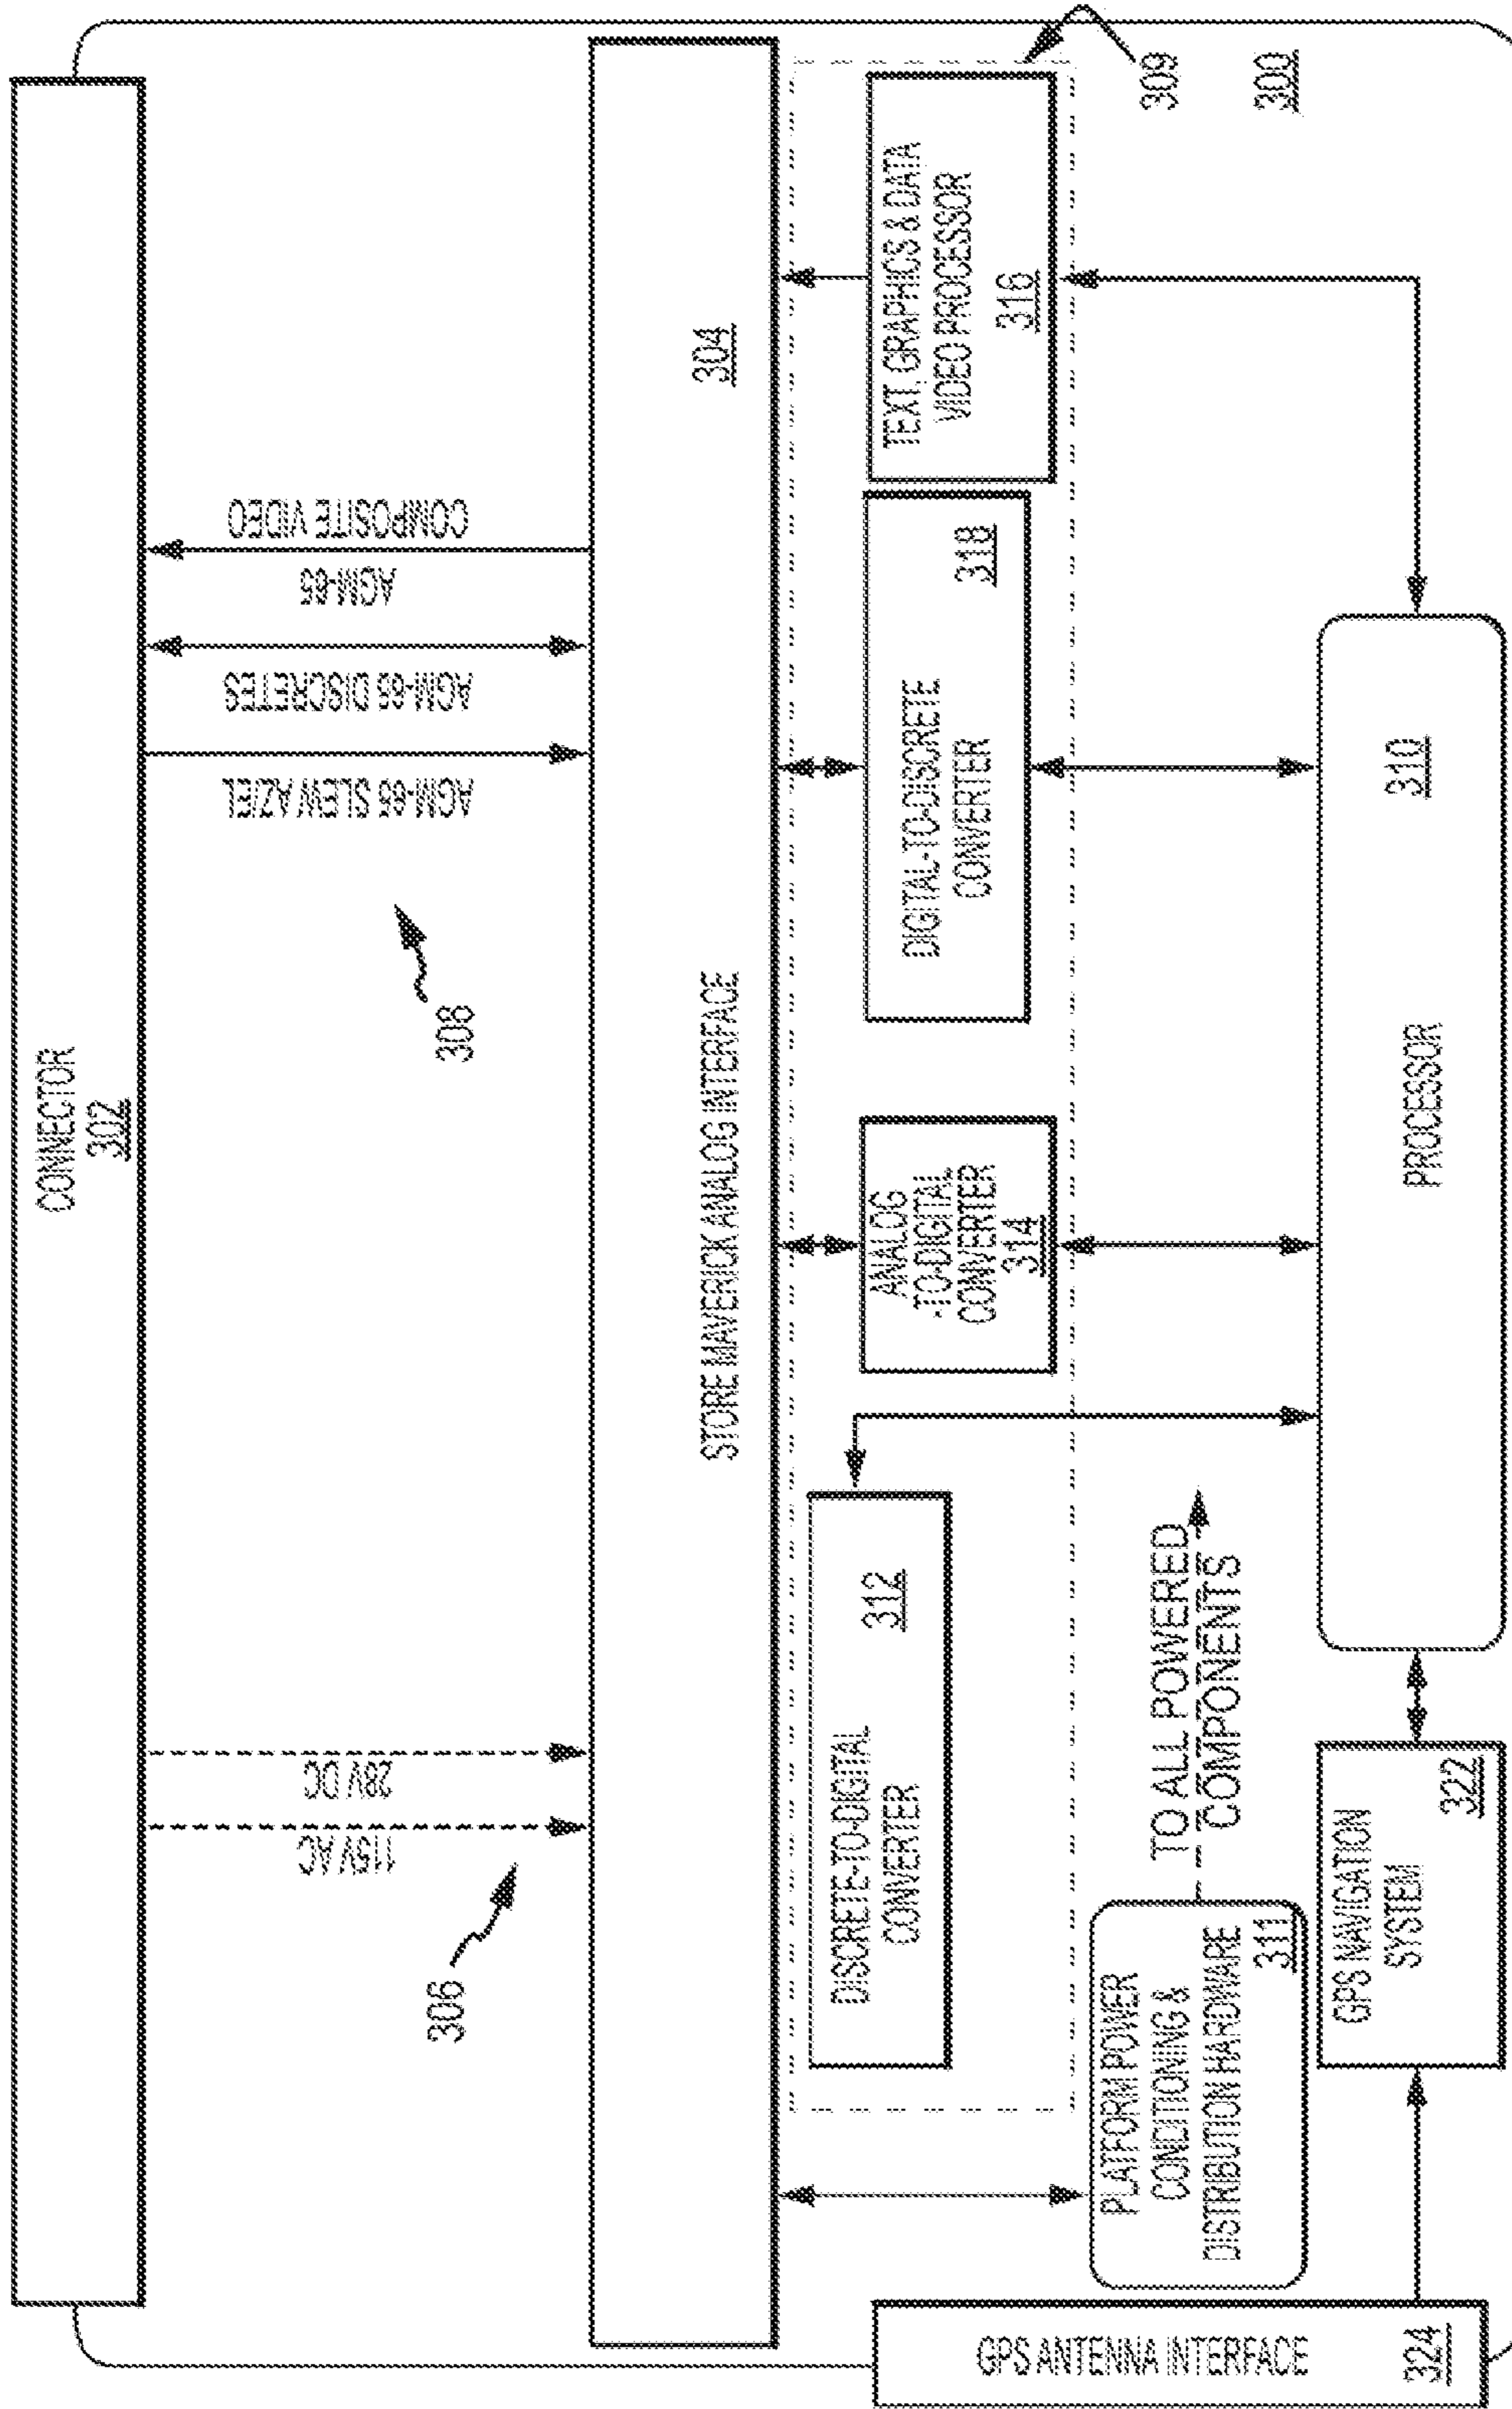 CONNECTOR
302
115V AC
28V DC
306
AGM-65 SLEW AZ/EL
AGM-65 DISCRETES
AGM-65
COMPOSITE VIDEO
308
STORE MAVERICK ANALOG INTERFACE
304
DISCRETE-TO-DIGITAL
CONVERTER
312
ANALOG
-TO-DIGITAL
CONVERTER
314
DIGITAL-TO-DISCRETE
CONVERTER
318
TEXT, GRAPHICS & DATA
VIDEO PROCESSOR
316
309
300
PLATFORM POWER
CONDITIONING &
DISTRIBUTION HARDWARE
311
TO ALL POWERED
COMPONENTS
GPS ANTENNA INTERFACE
324
GPS NAVIGATION
SYSTEM
322
PROCESSOR
310